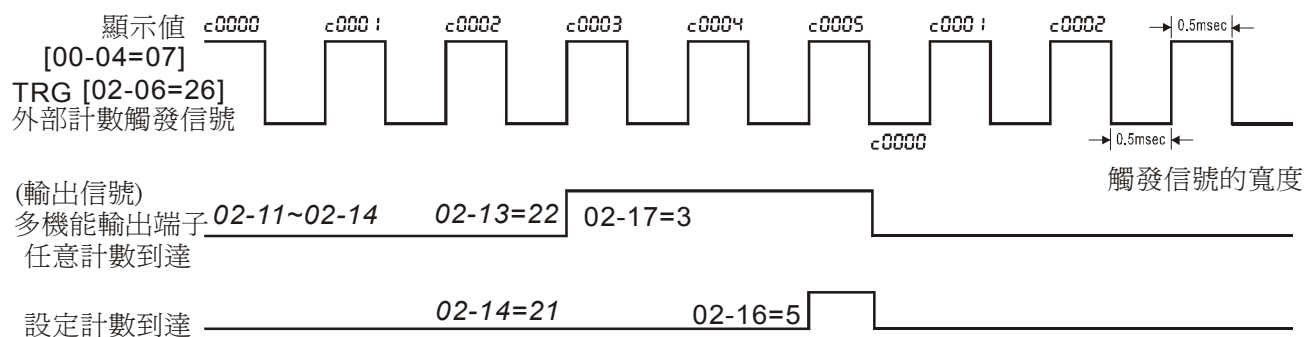 顯示值 c0000 c0001 c0002 c0003 c0004 c0005 c0001 c0002 0.5msec
[00-04=07]
TRG [02-06=26]
外部計數觸發信號
c0000 0.5msec
觸發信號的寬度
(輸出信號)
多機能輸出端子 02-11~02-14 02-13=22 02-17=3
任意計數到達
02-14=21 02-16=5
設定計數到達